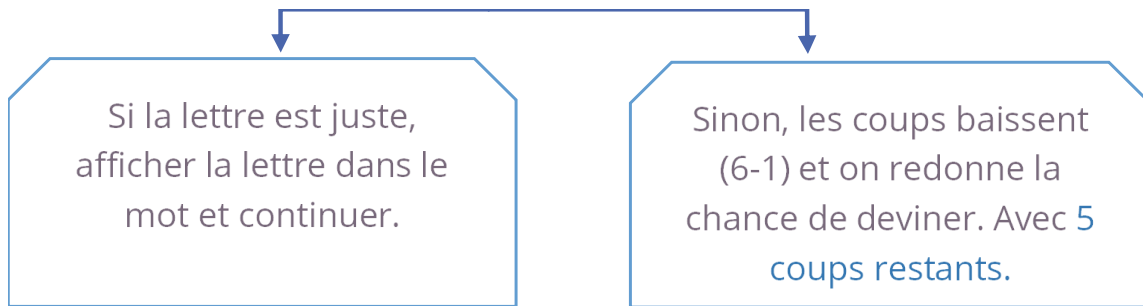 Si la lettre est juste,
afficher la lettre dans le
mot et continuer.
Sinon, les coups baissent
(6-1) et on redonne la
chance de deviner. Avec 5
coups restants.